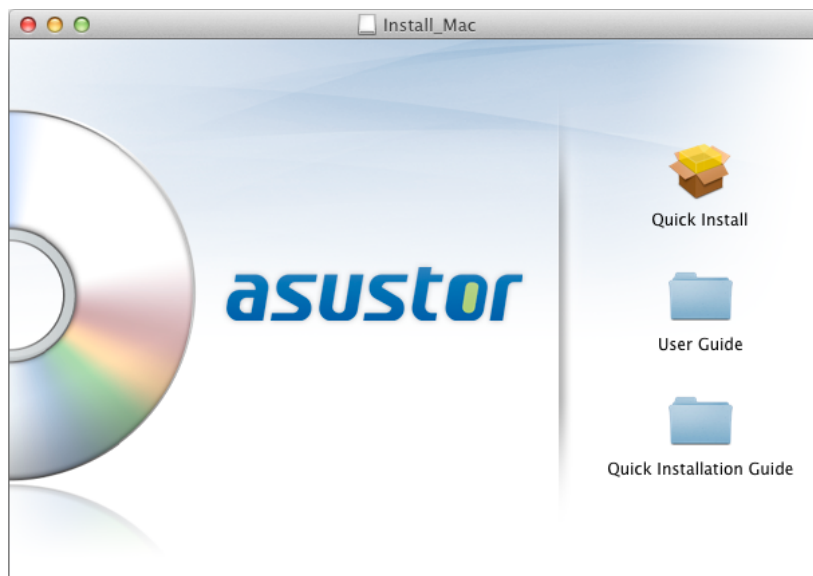 Install_Mac
asustor
Quick Install
User Guide
Quick Installation Guide